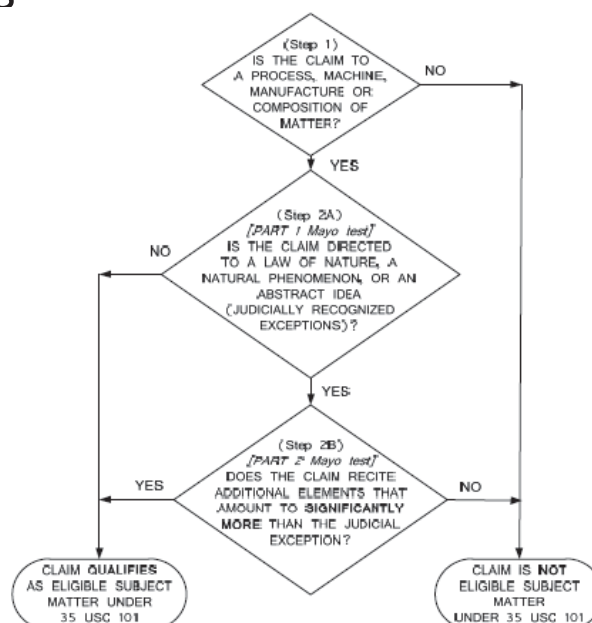 (Step 1)
IS THE CLAIM TO
A PROCESS, MACHINE,
MANUFACTURE OR
COMPOSITION OF
MATTER?
NO
YES
(Step 2A)
[PART 1 Mayo test]
IS THE CLAIM DIRECTED
TO A LAW OF NATURE, A
NATURAL PHENOMENON, OR AN
ABSTRACT IDEA
(JUDICIALLY RECOGNIZED
EXCEPTIONS)?
NO
YES
(Step 2B)
[PART 2 Mayo test]
DOES THE CLAIM RECITE
ADDITIONAL ELEMENTS THAT
AMOUNT TO SIGNIFICANTLY
MORE THAN THE JUDICIAL
EXCEPTION?
YES
NO
CLAIM QUALIFIES
AS ELIGIBLE SUBJECT
MATTER UNDER
35 USC 101
CLAIM IS NOT
ELIGIBLE SUBJECT
MATTER
UNDER 35 USC 101